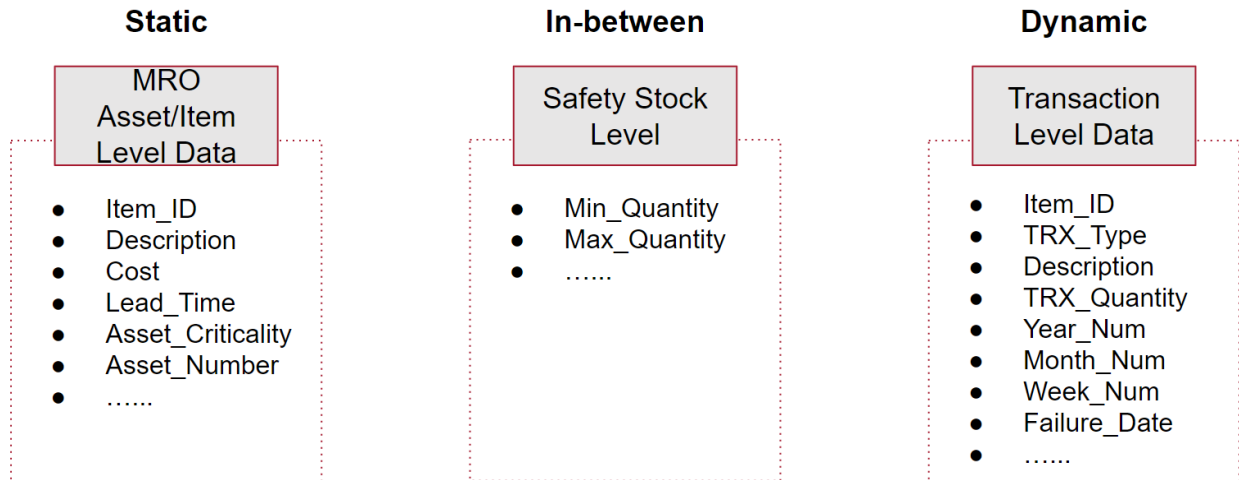 Static
MRO
Asset/Item
Level Data
● Item_ID
● Description
● Cost
● Lead_Time
● Asset_Criticality
● Asset_Number
● …...
In-between
Safety Stock
Level
● Min_Quantity
● Max_Quantity
● …...
Dynamic
Transaction
Level Data
● Item_ID
● TRX_Type
● Description
● TRX_Quantity
● Year_Num
● Month_Num
● Week_Num
● Failure_Date
● …...